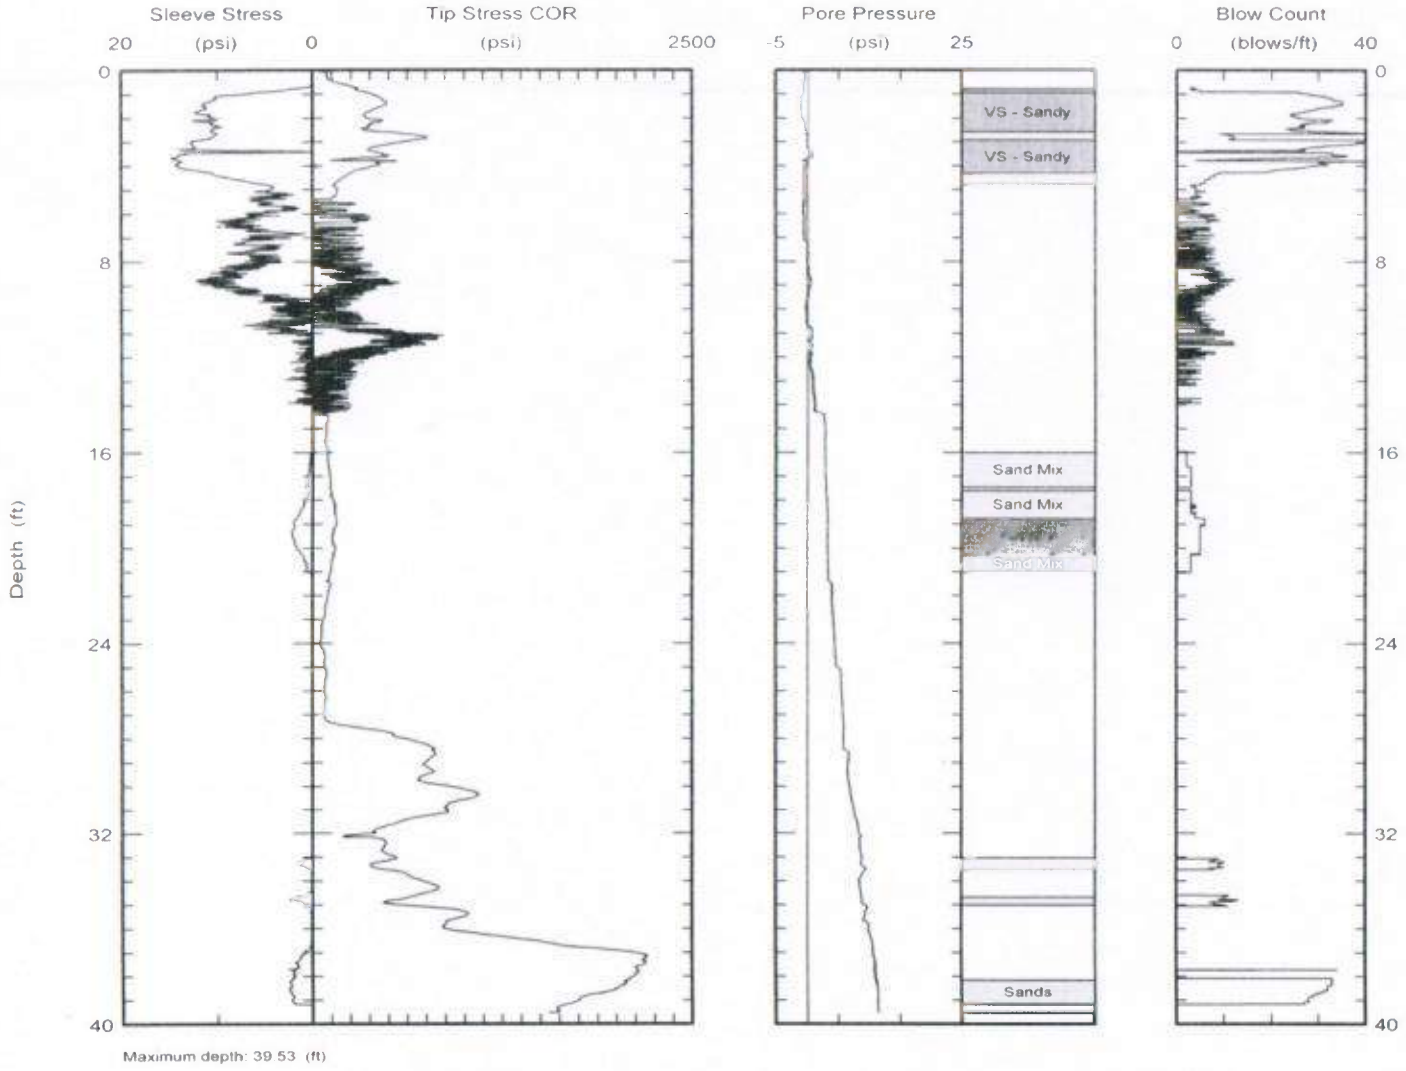 Sleeve Stress Tip Stress COR Pore Pressure Blow Count
20 (psi) 0 (psi) 2500 -5 (psi) 25 0 (blows/ft) 40
0 0
VS - Sandy
VS - Sandy
8 8
16 16
Sand Mix
Sand Mix
Sand Mix
Depth (ft)
24 24
32 32
Sands
40 40
Maximum depth: 39 53 (ft)